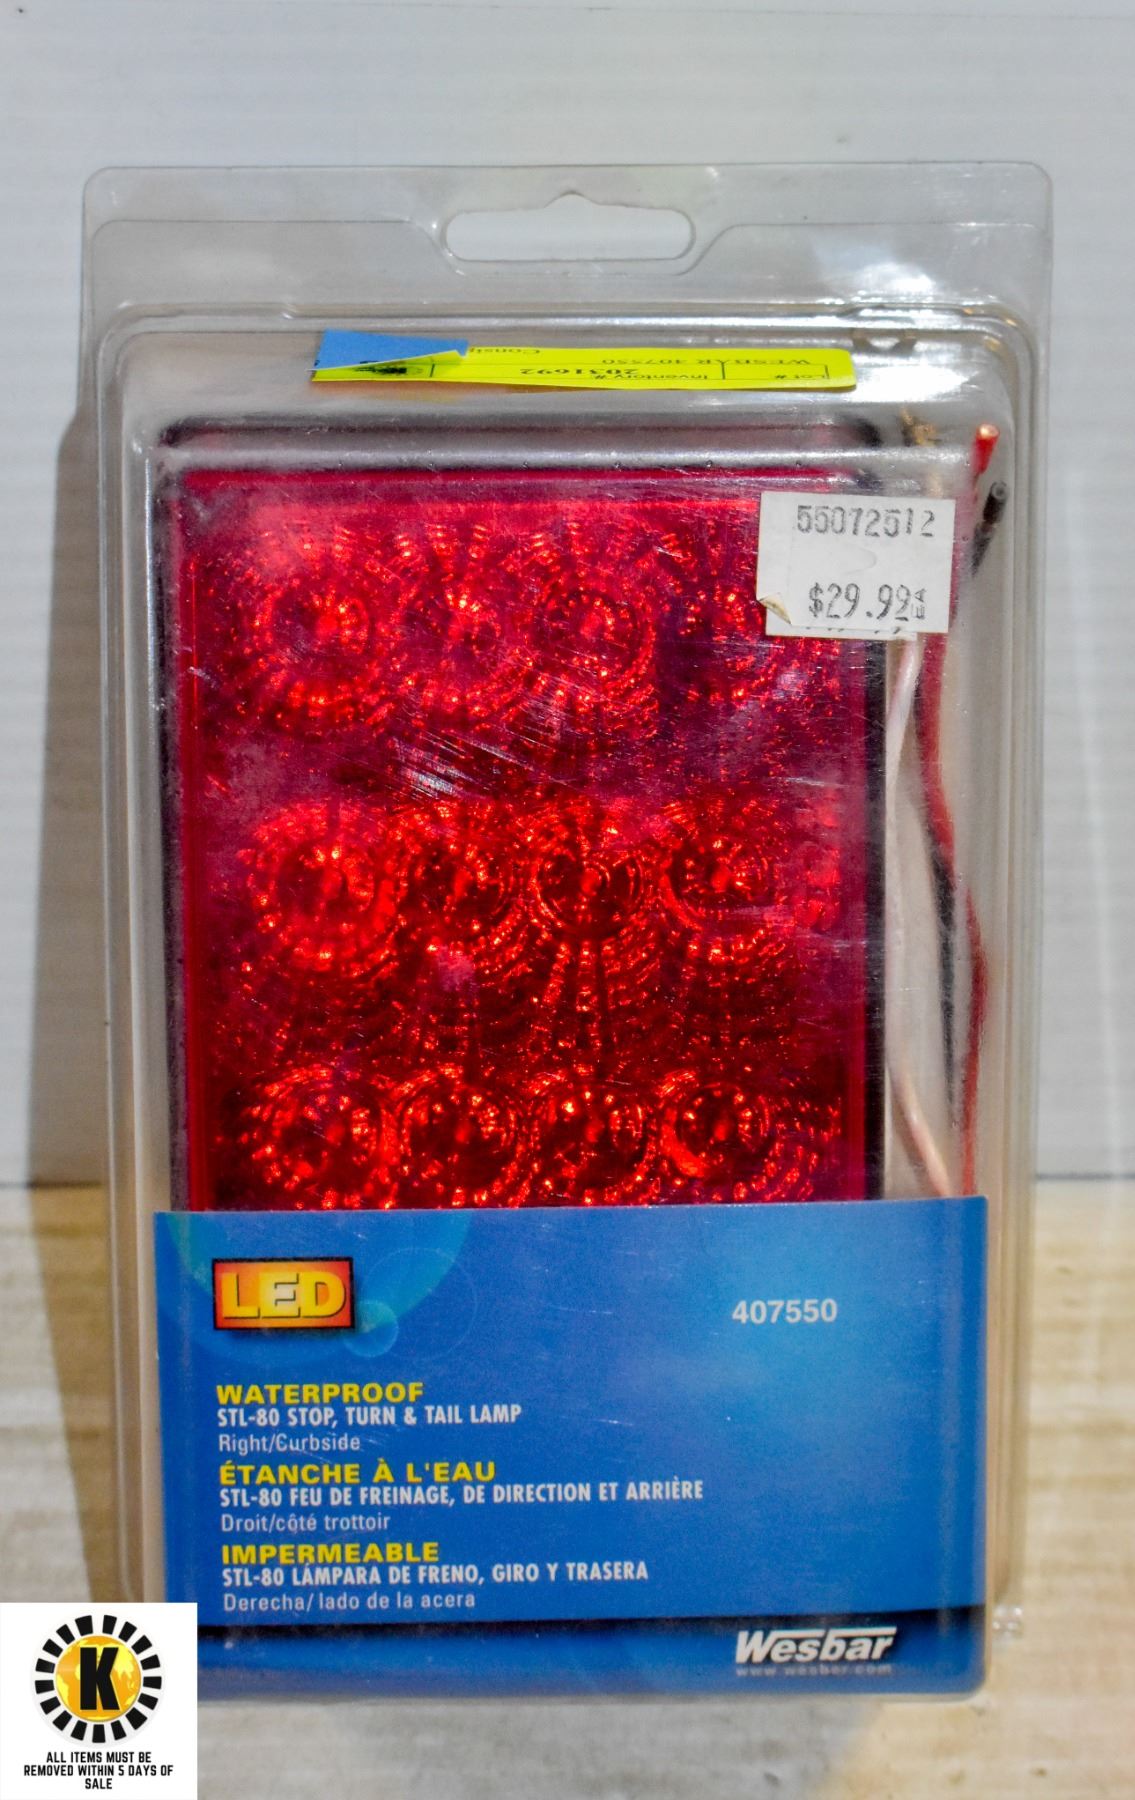 Lot#
Inventory#
2031692
WESBAR 407550
55072512
$29.99 EA
LED
407550
WATERPROOF
STL-80 STOP, TURN & TAIL LAMP
Right/Curbside
ÉTANCHE À L'EAU
STL-80 FEU DE FREINAGE, DE DIRECTION ET ARRIÈRE
Droit/côté trottoir
IMPERMEABLE
STL-80 LÁMPARA DE FRENO, GIRO Y TRASERA
Derecha/lado de la acera
Wesbar
www.wesbar.com
K
ALL ITEMS MUST BE
REMOVED WITHIN 5 DAYS OF
SALE